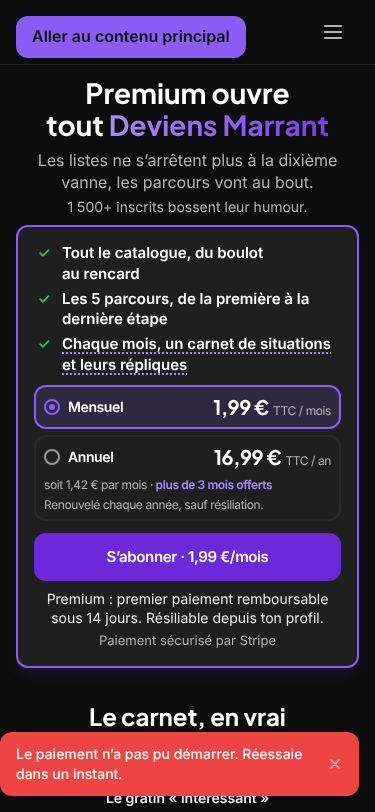 Aller au contenu principal
Premium ouvre
tout Deviens Marrant
Les listes ne s’arrêtent plus à la dixième
vanne, les parcours vont au bout.
1 500+ inscrits bossent leur humour.
Tout le catalogue, du boulot
au rencard
Les 5 parcours, de la première à la
dernière étape
Chaque mois, un carnet de situations
et leurs répliques
Mensuel 1,99 € TTC / mois
Annuel 16,99 € TTC / an
soit 1,42 € par mois · plus de 3 mois offerts
Renouvelé chaque année, sauf résiliation.
S’abonner · 1,99 €/mois
Premium : premier paiement remboursable
sous 14 jours. Résiliable depuis ton profil.
Paiement sécurisé par Stripe
Le carnet, en vrai
Le paiement n’a pas pu démarrer. Réessaie
dans un instant.
Le gratin « intéressant »